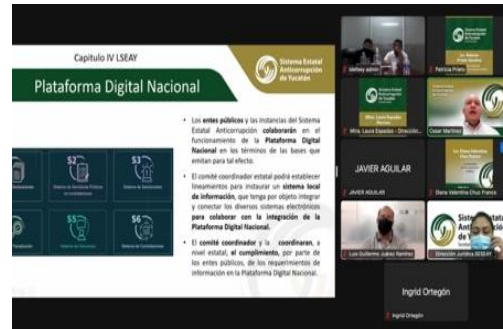 Capitulo IV LSEAY
Plataforma Digital Nacional
Sistema Estatal
Anticorrupción
de Yucatán
Los entes públicos y las instancias del Sistema
Estatal Anticorrupción colaborarán en el
funcionamiento de la Plataforma Digital
Nacional en los términos de las bases que
emitan para tal efecto.
El comité coordinador estatal podrá establecer
lineamientos para instaurar un sistema local
de información, que tenga por objeto integrar
y conectar los diversos sistemas electrónicos
para colaborar con la integración de la
Plataforma Digital Nacional.
El comité coordinador y la coordinaran, a
nivel estatal, el cumplimiento, por parte de
los entes públicos, de los requerimientos de
información en la Plataforma Digital Nacional.
S2
S3
S5
S6
Patricia Prieto
Mtra. Laura Espadas - Dirección...
Cesar Martinez
JAVIER AGUILAR
JAVIER AGUILAR
Diana Valentina Chuc Franco
Luis Guillermo Juárez Ramírez
Dirección Jurídica SESEAY
Ingrid Ortegón
Ingrid Ortegón